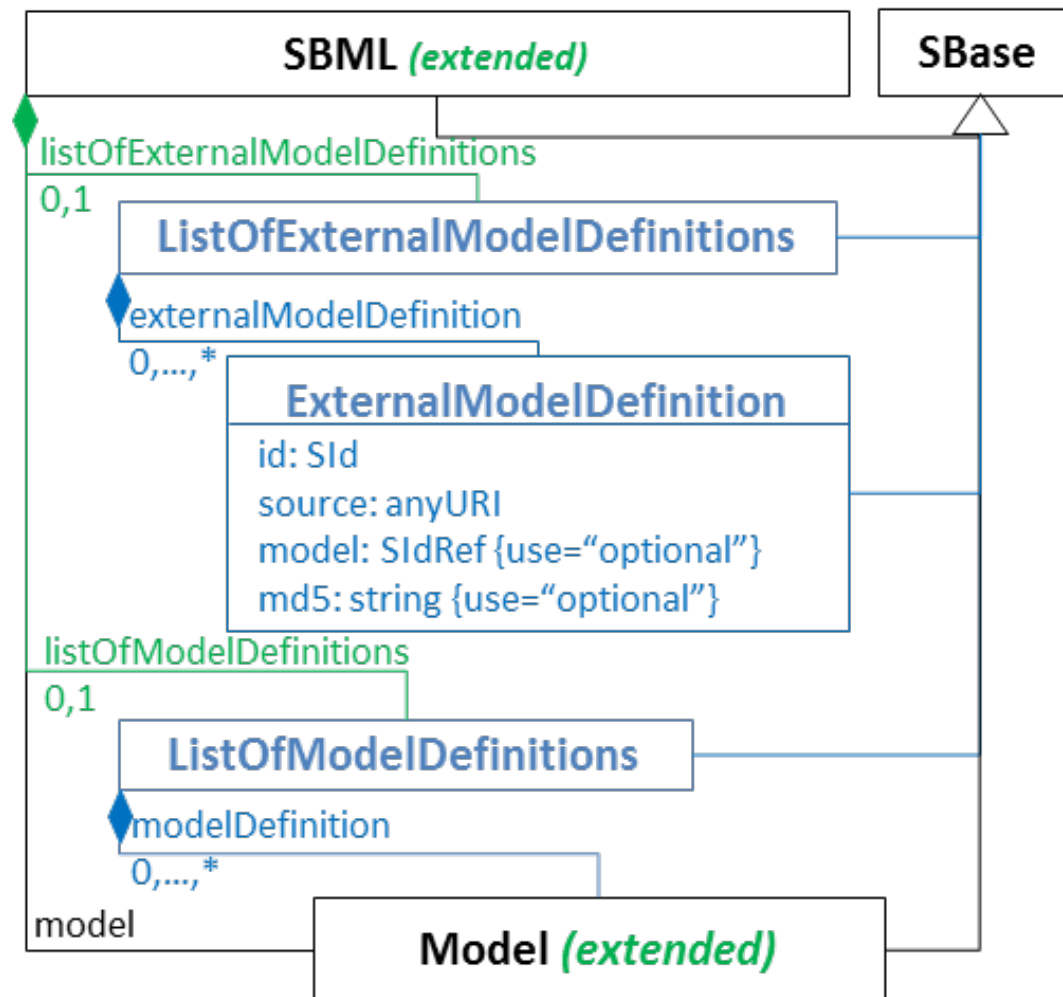 SBML (extended)
SBase
listOfExternalModelDefinitions
0,1
ListOfExternalModelDefinitions
externalModelDefinition
0,...,*
ExternalModelDefinition
id: SId
source: anyURI
model: SIdRef {use=“optional”}
md5: string {use=“optional”}
listOfModelDefinitions
0,1
ListOfModelDefinitions
modelDefinition
0,...,*
model
Model (extended)